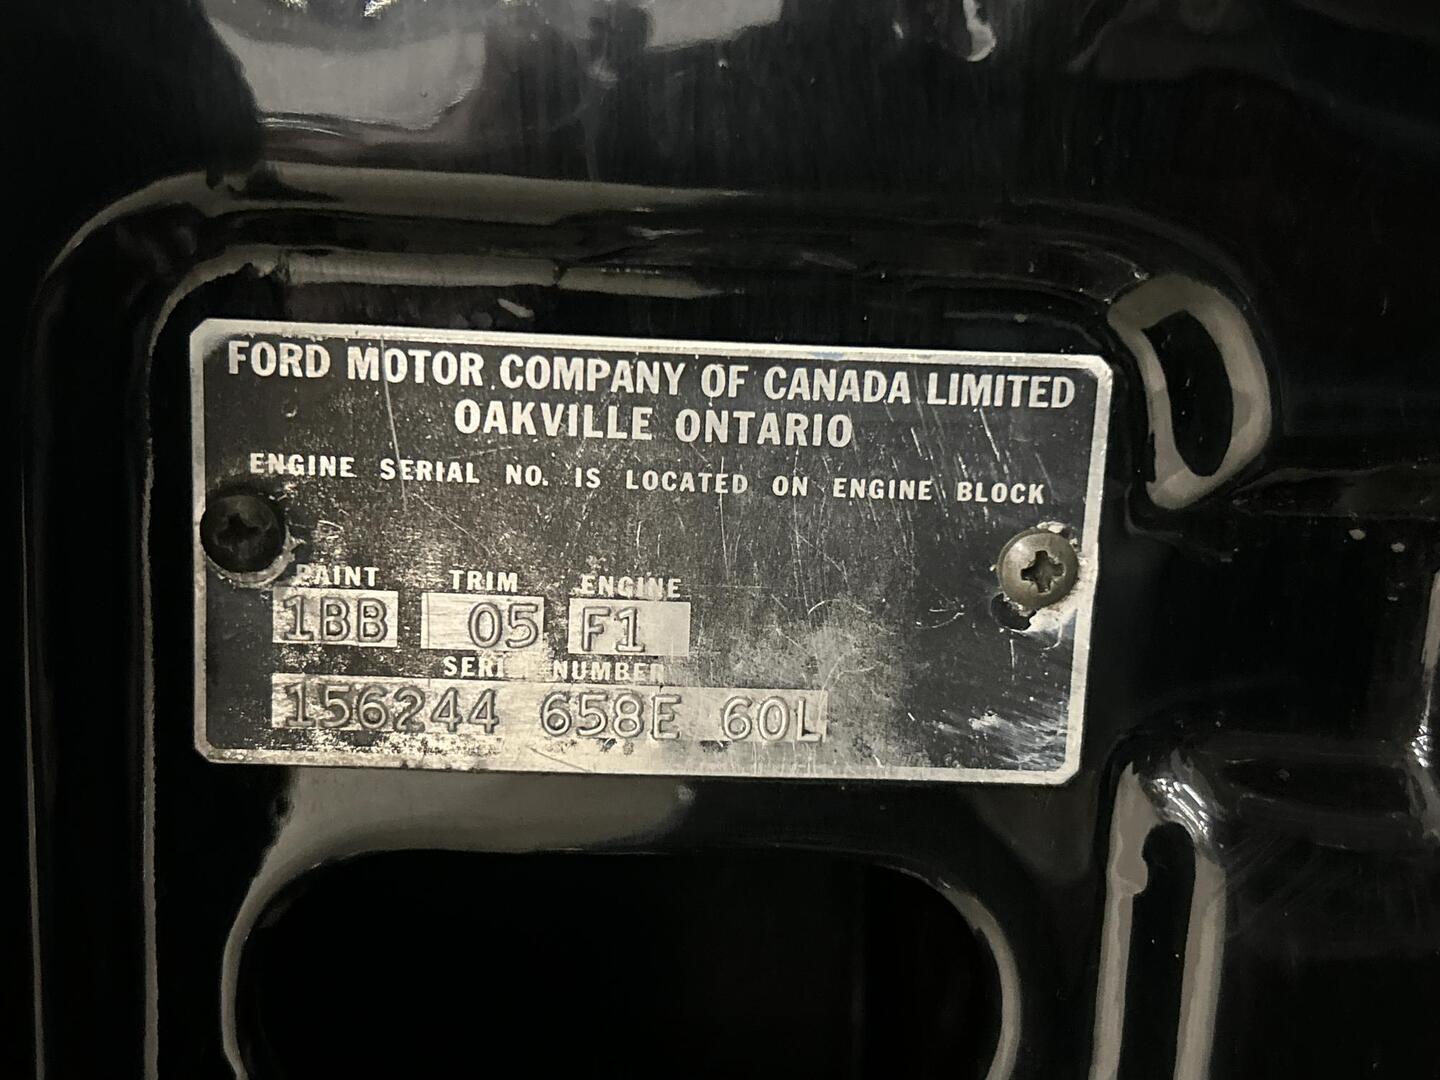 FORD MOTOR COMPANY OF CANADA LIMITED
OAKVILLE ONTARIO
ENGINE SERIAL NO. IS LOCATED ON ENGINE BLOCK
PAINT TRIM ENGINE
1BB 05 F1
SERI NUMBER
156244 658E 60L